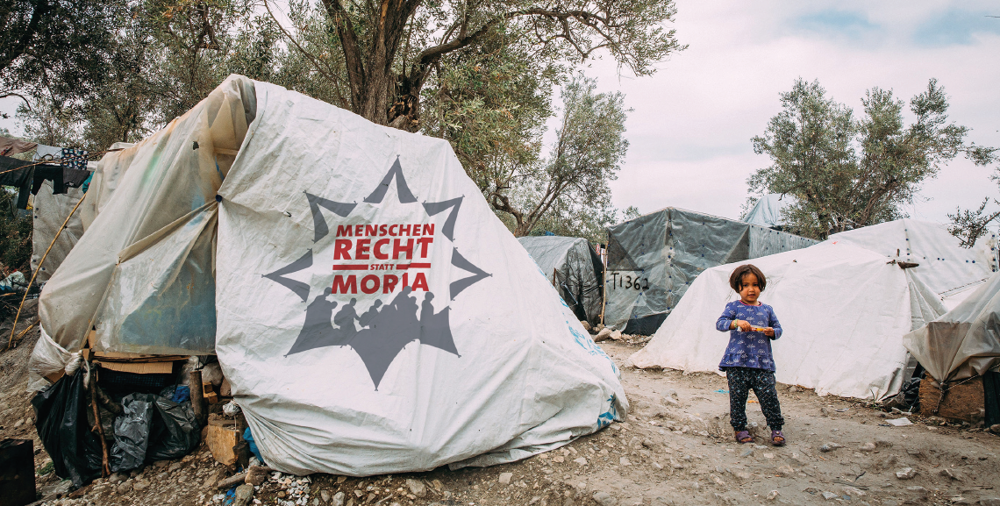 MENSCHEN
RECHT
STATT
MORIA
T1362